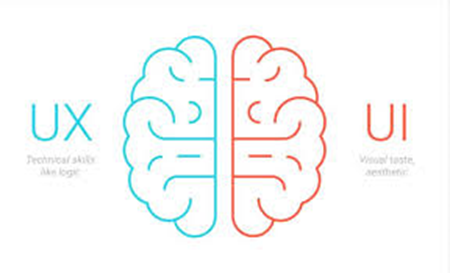 UX
Technical skills
like logic
UI
Visual taste,
aesthetic